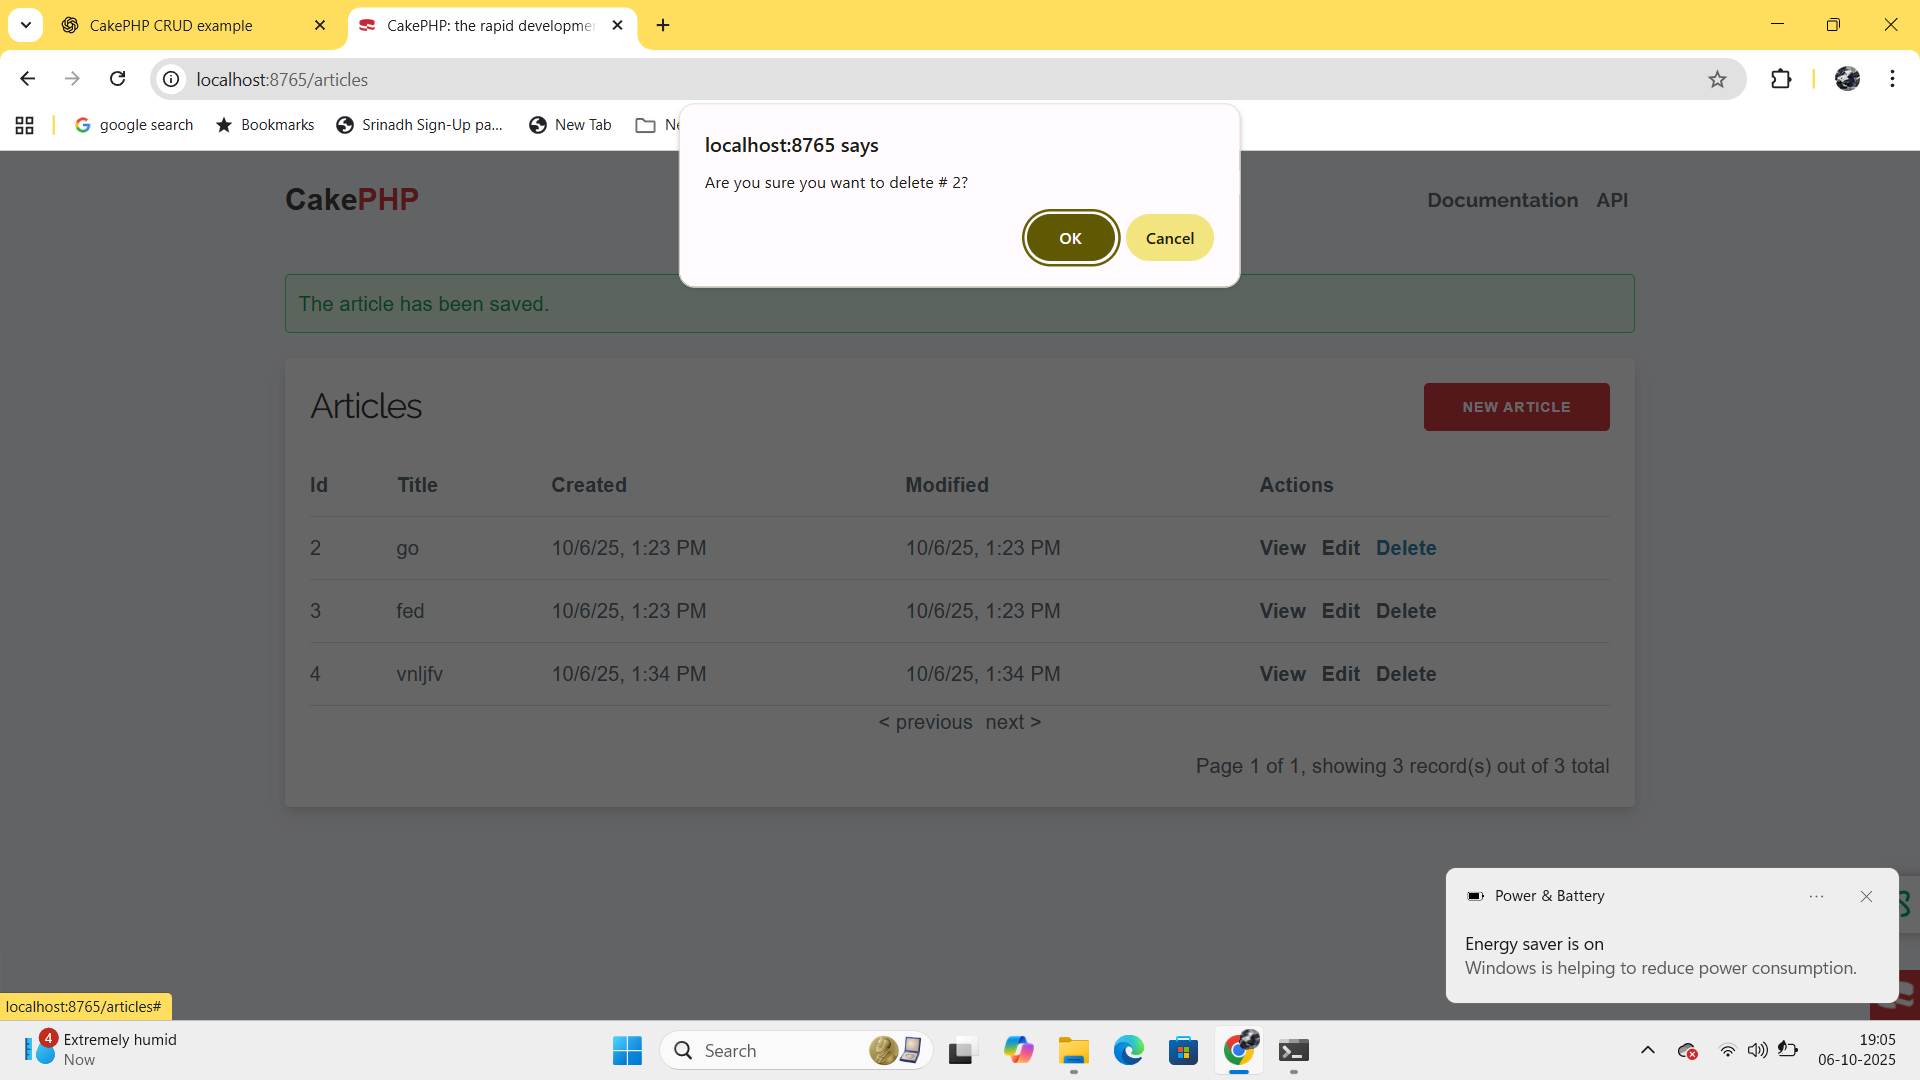 CakePHP CRUD example
CakePHP: the rapid developmen
localhost:8765/articles
google search
Bookmarks
Srinadh Sign-Up pa...
New Tab
localhost:8765 says
Are you sure you want to delete # 2?
OK Cancel
CakePHP
Documentation API
The article has been saved.
Articles
NEW ARTICLE
Id Title Created Modified Actions
2 go 10/6/25, 1:23 PM 10/6/25, 1:23 PM View Edit Delete
3 fed 10/6/25, 1:23 PM 10/6/25, 1:23 PM View Edit Delete
4 vnljfv 10/6/25, 1:34 PM 10/6/25, 1:34 PM View Edit Delete
< previous next >
Page 1 of 1, showing 3 record(s) out of 3 total
Power & Battery
Energy saver is on
Windows is helping to reduce power consumption.
localhost:8765/articles#
4
Extremely humid
Now
Search
19:05
06-10-2025